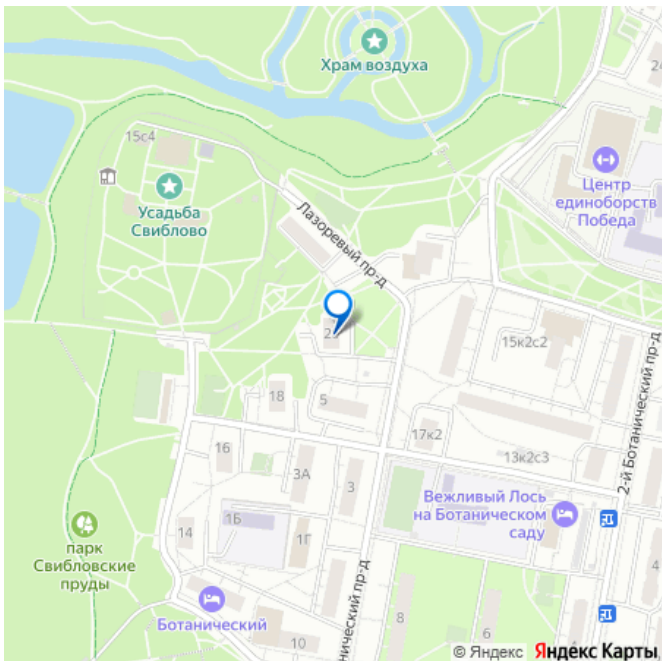 Храм воздуха
24
15с4
Центр
единоборств
Победа
Усадьба
Свиблово
Лазоревый пр-д
15к2с2
2-й Ботанический пр-д
18
5
17к2
13к2с3
16
3А
3
Вежливый Лось
на Ботаническом
саду
1Б
14
1Г
парк
Свибловские
пруды
нический пр-д
4
Ботанический
8
6
10
© Яндекс Яндекс Карты